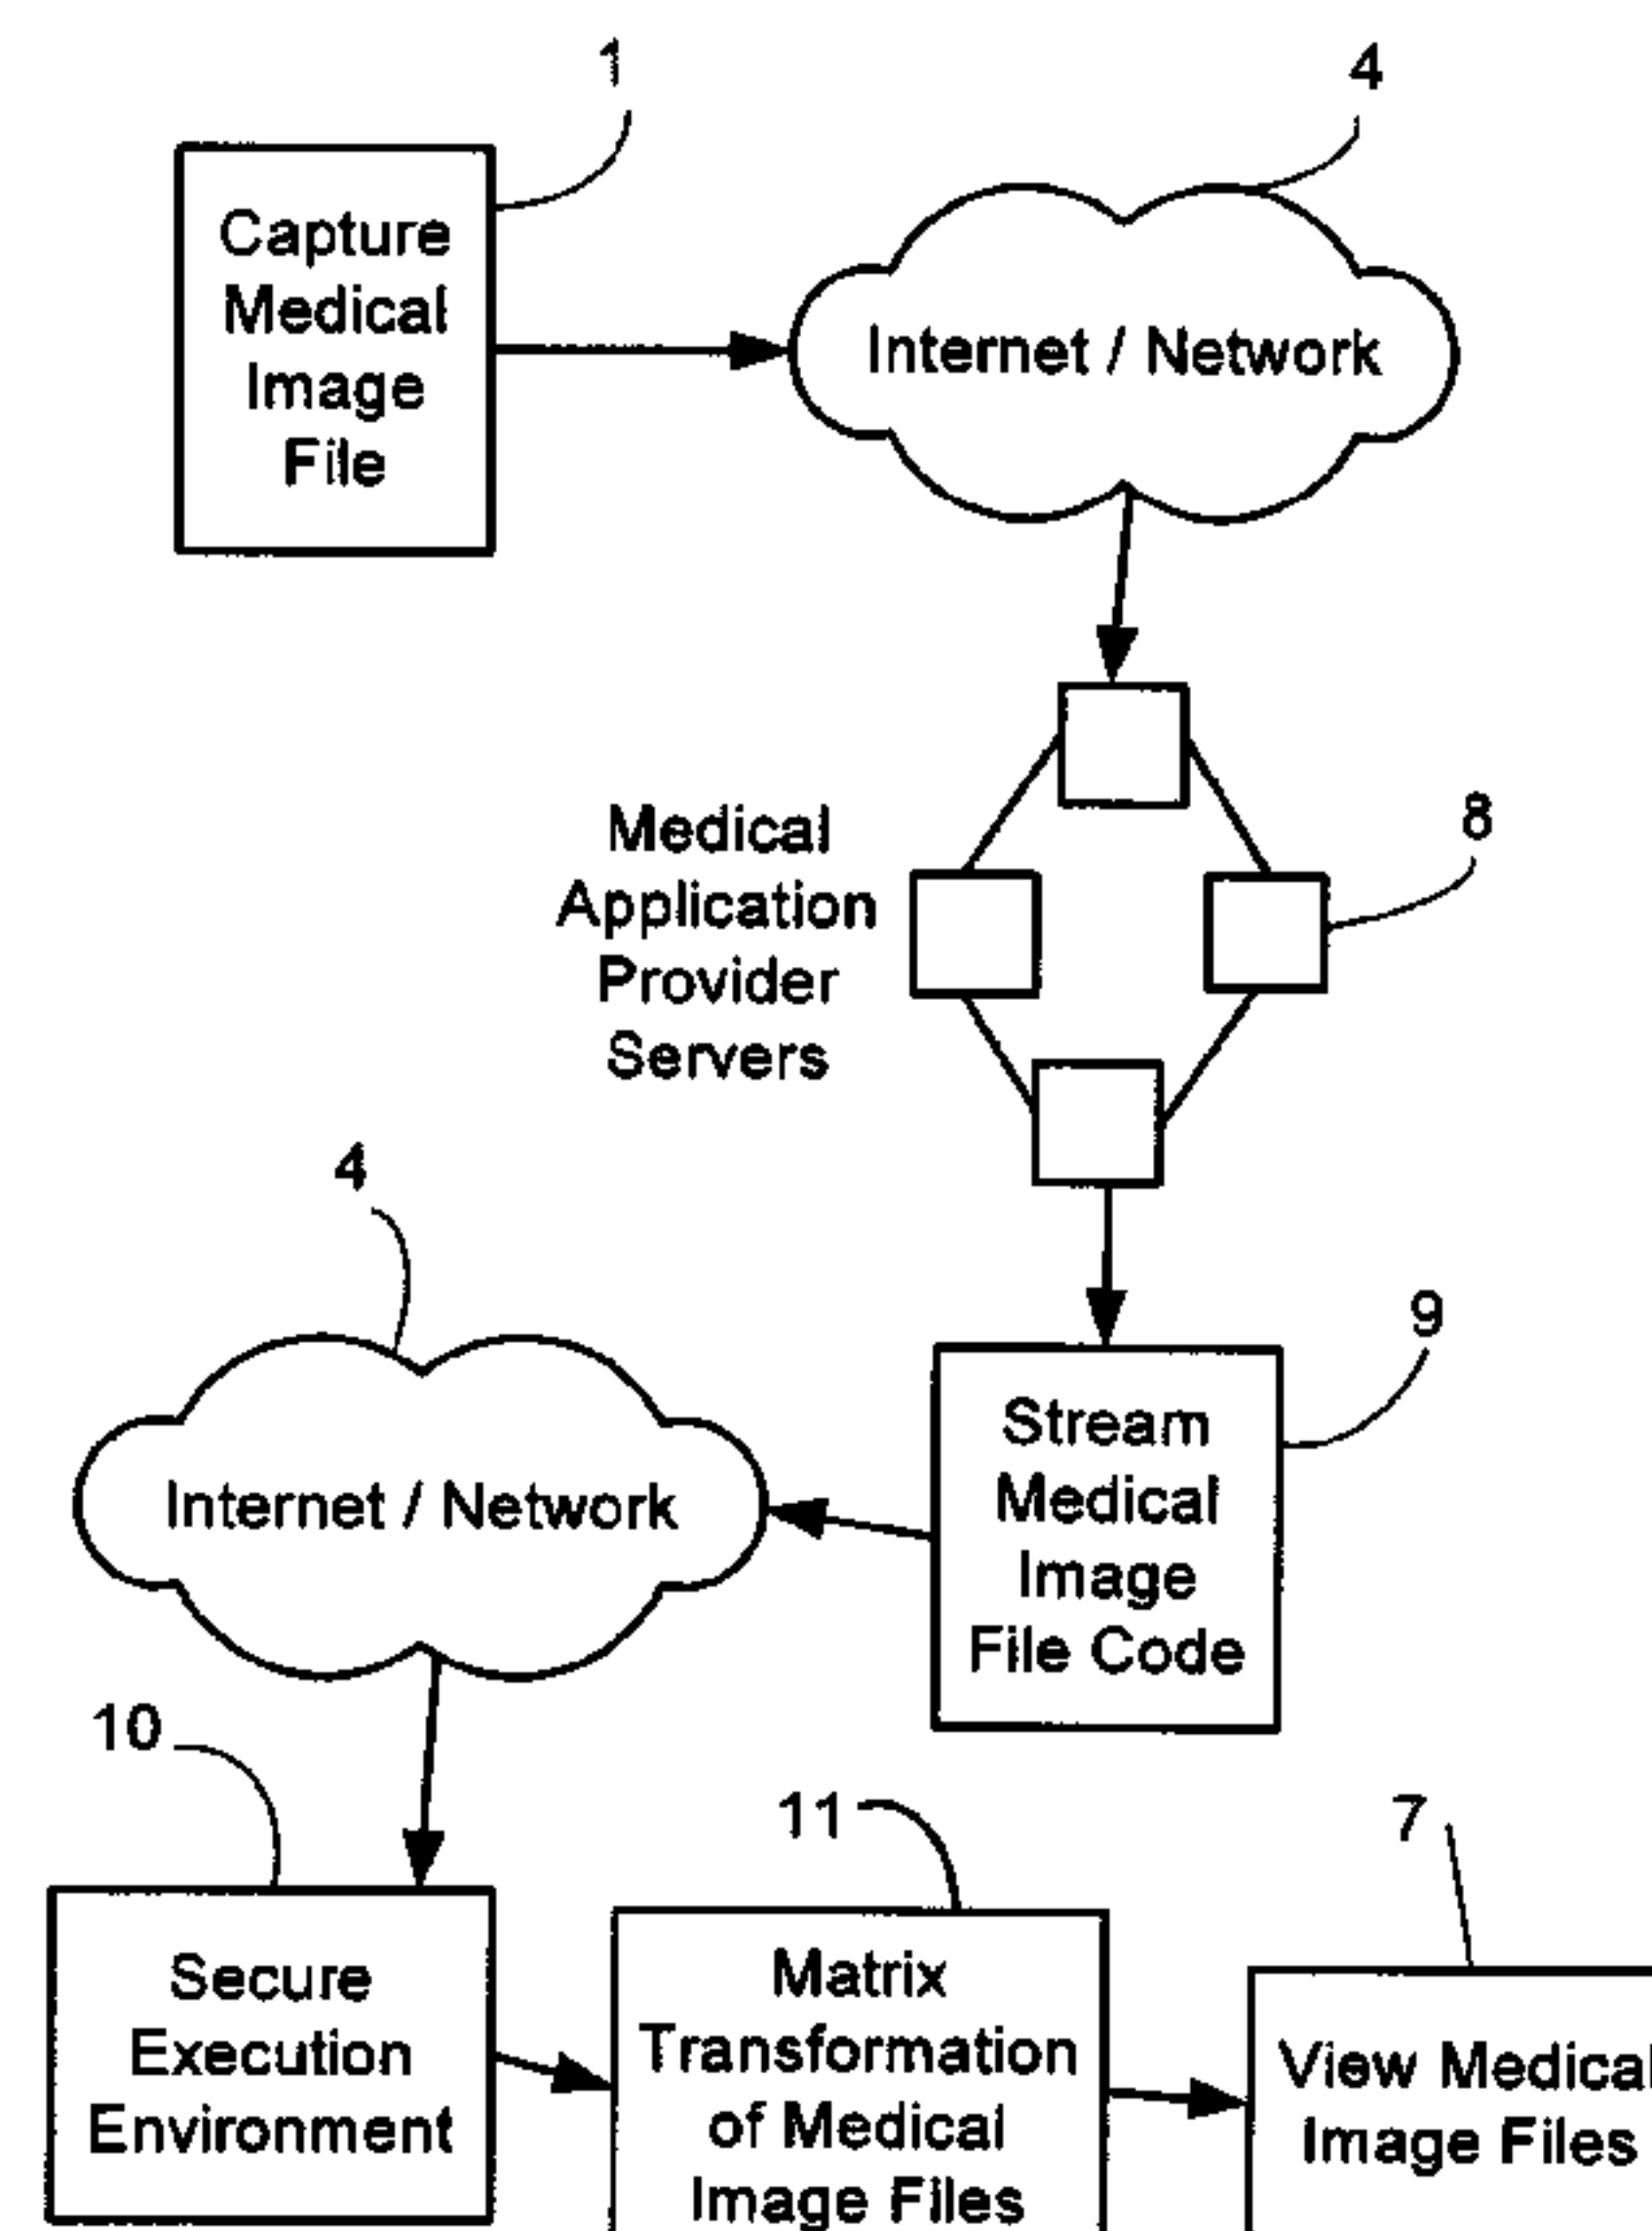 1
4
Capture
Medical
Image
File
Internet / Network
Medical
Application
Provider
Servers
8
4
9
Stream
Medical
Image
File Code
Internet / Network
10
11
7
Secure
Execution
Environment
Matrix
Transformation
of Medical
Image Files
View Medical
Image Files